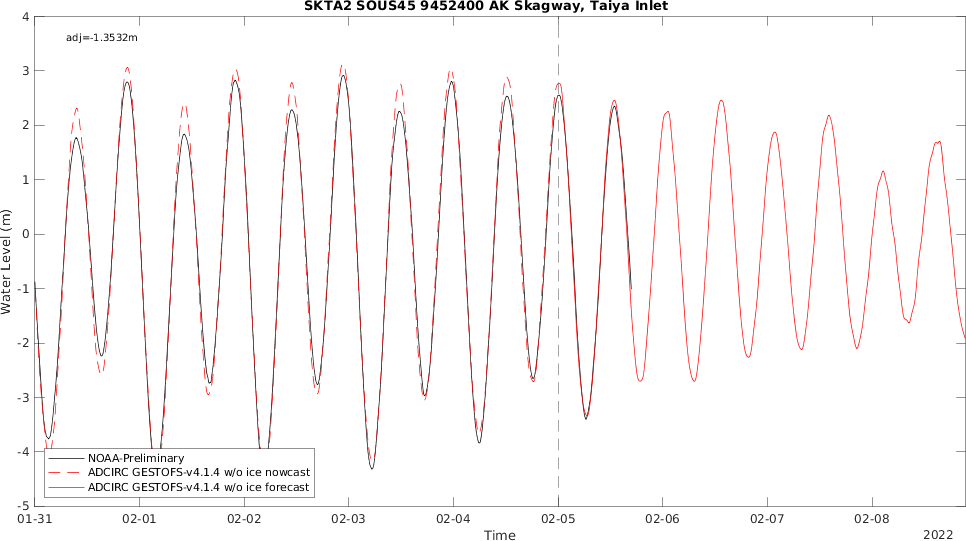 SKTA2 SOUS45 9452400 AK Skagway, Taiya Inlet
adj=-1.3532m
4
3
2
1
0
-1
-2
-3
-4
-5
Water Level (m)
NOAA-Preliminary
ADCIRC GESTOFS-v4.1.4 w/o ice nowcast
ADCIRC GESTOFS-v4.1.4 w/o ice forecast
01-31 02-01 02-02 02-03 02-04 02-05 02-06 02-07 02-08
Time
2022